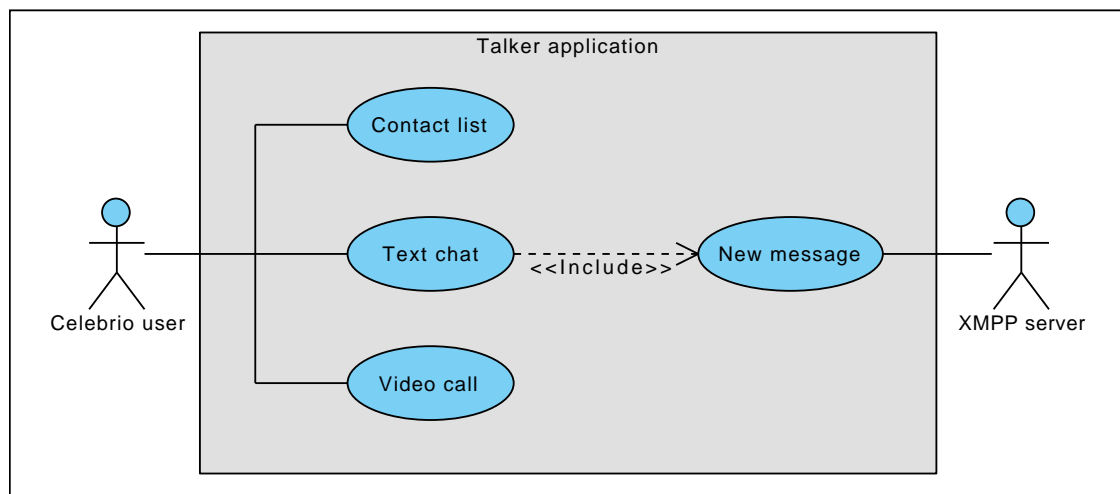 Talker application
Contact list
Text chat
<<Include>>
New message
Celebrio user
XMPP server
Video call